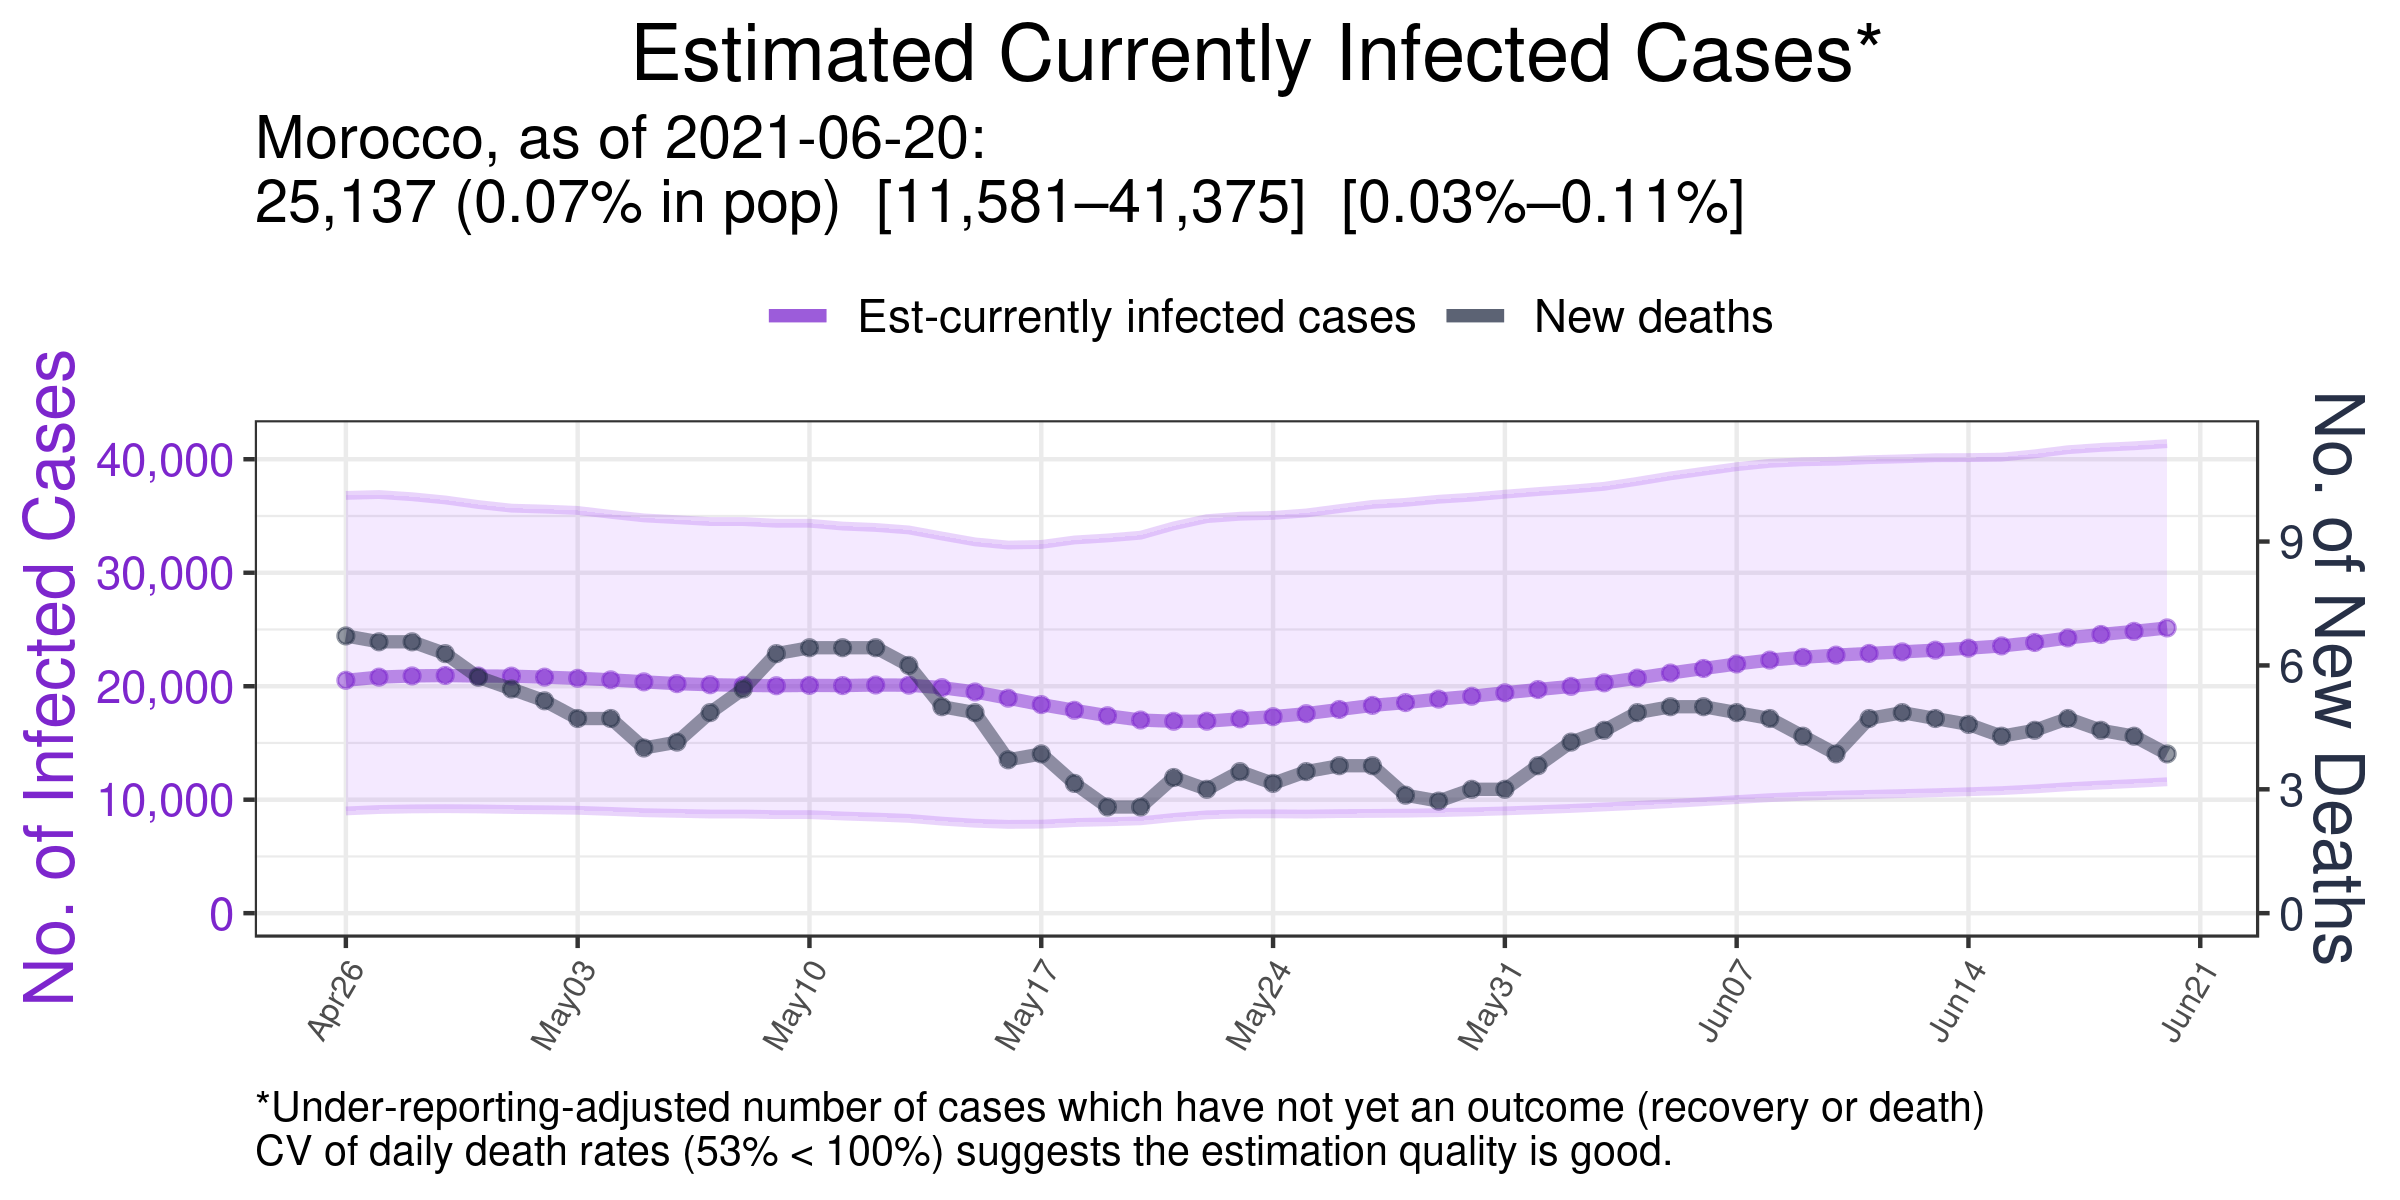 Estimated Currently Infected Cases*
Morocco, as of 2021-06-20:
25,137 (0.07% in pop) [11,581–41,375] [0.03%–0.11%]
Est-currently infected cases
New deaths
No. of Infected Cases
40,000
30,000
20,000
10,000
0
No. of New Deaths
9
6
3
0
Apr26
May03
May10
May17
May24
May31
Jun07
Jun14
Jun21
*Under-reporting-adjusted number of cases which have not yet an outcome (recovery or death)
CV of daily death rates (53% < 100%) suggests the estimation quality is good.